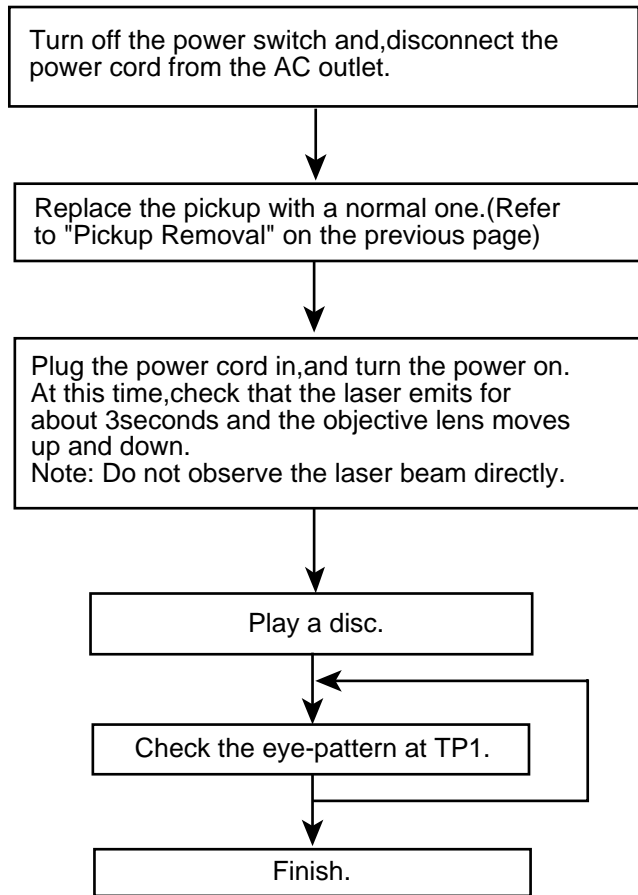 Turn off the power switch and,disconnect the
power cord from the AC outlet.
Replace the pickup with a normal one.(Refer
to "Pickup Removal" on the previous page)
Plug the power cord in,and turn the power on.
At this time,check that the laser emits for
about 3seconds and the objective lens moves
up and down.
Note: Do not observe the laser beam directly.
Play a disc.
Check the eye-pattern at TP1.
Finish.